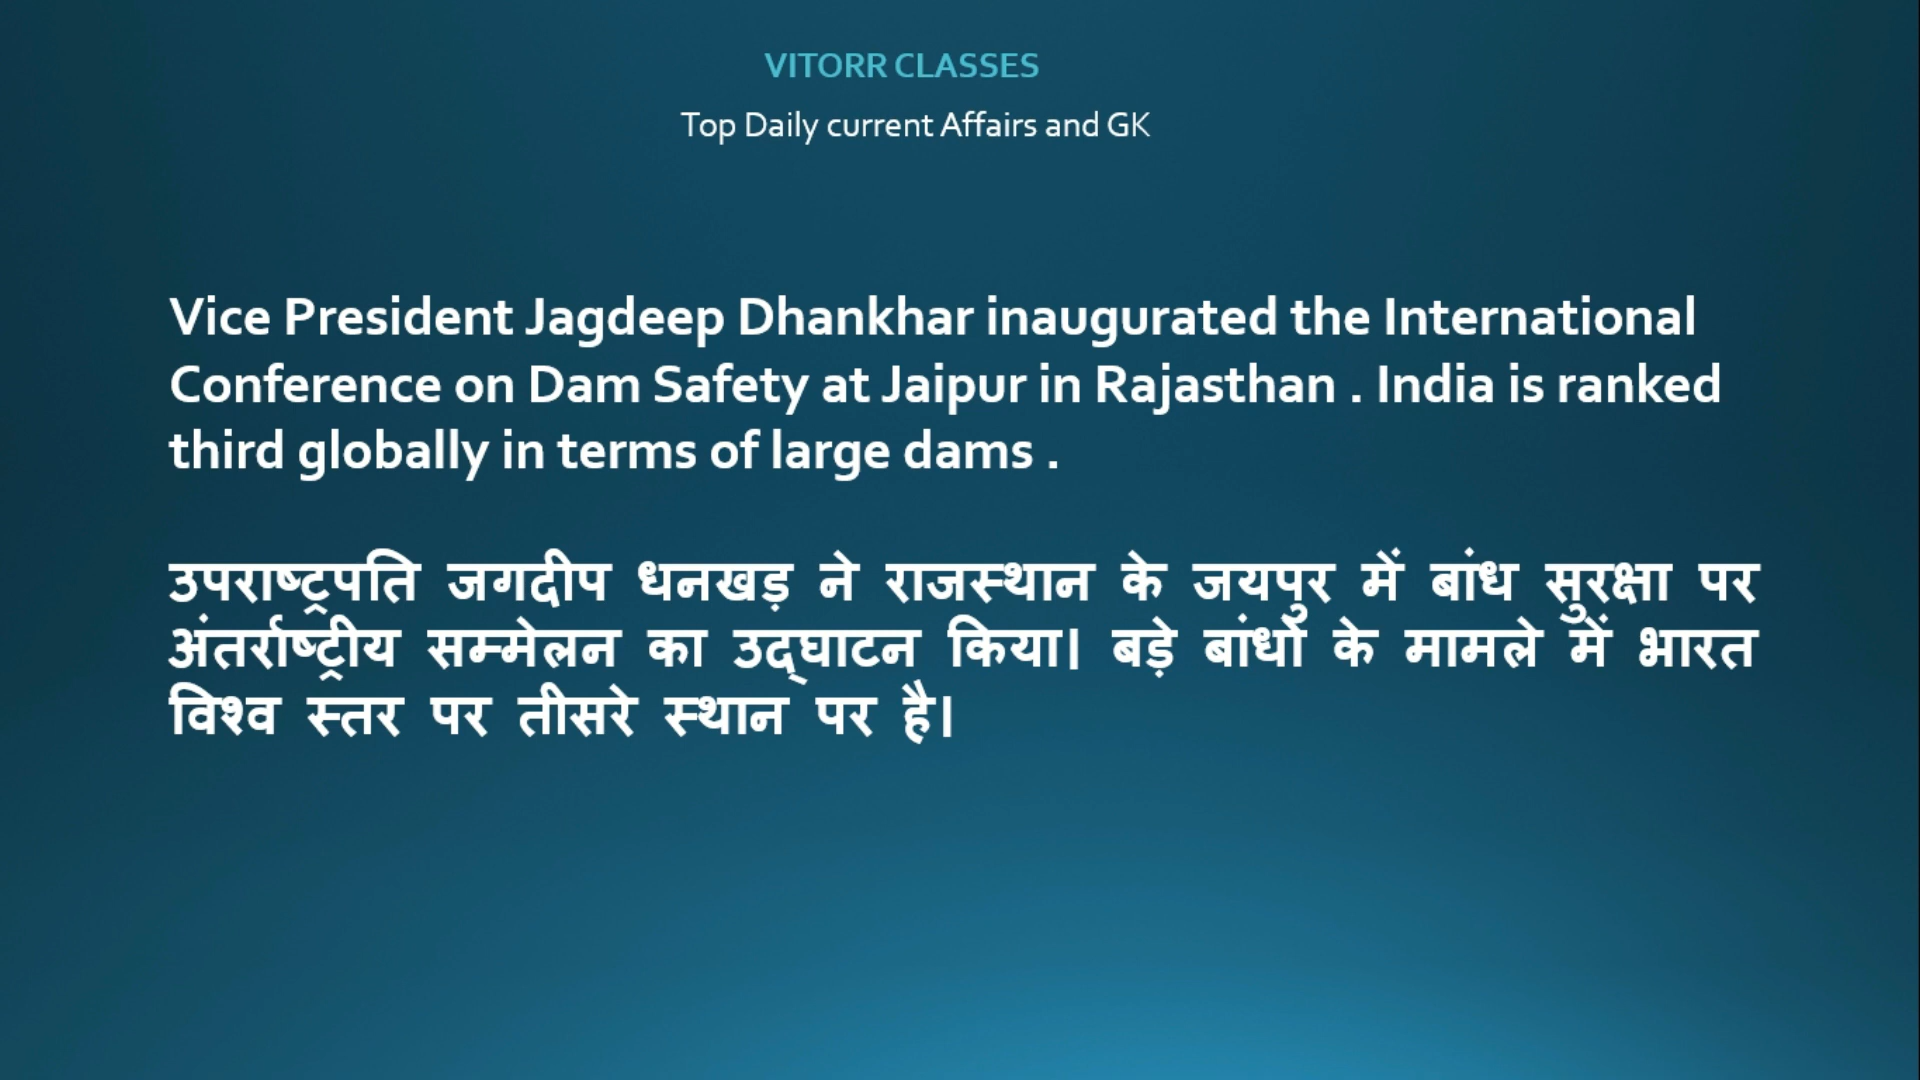 VITORR CLASSES
Top Daily current Affairs and GK
Vice President Jagdeep Dhankhar inaugurated the International
Conference on Dam Safety at Jaipur in Rajasthan . India is ranked
third globally in terms of large dams .
उपराष्ट्रपति जगदीप धनखड़ ने राजस्थान के जयपुर में बांध सुरक्षा पर
अंतर्राष्ट्रीय सम्मेलन का उद्घाटन किया। बड़े बांधों के मामले में भारत
विश्व स्तर पर तीसरे स्थान पर है।